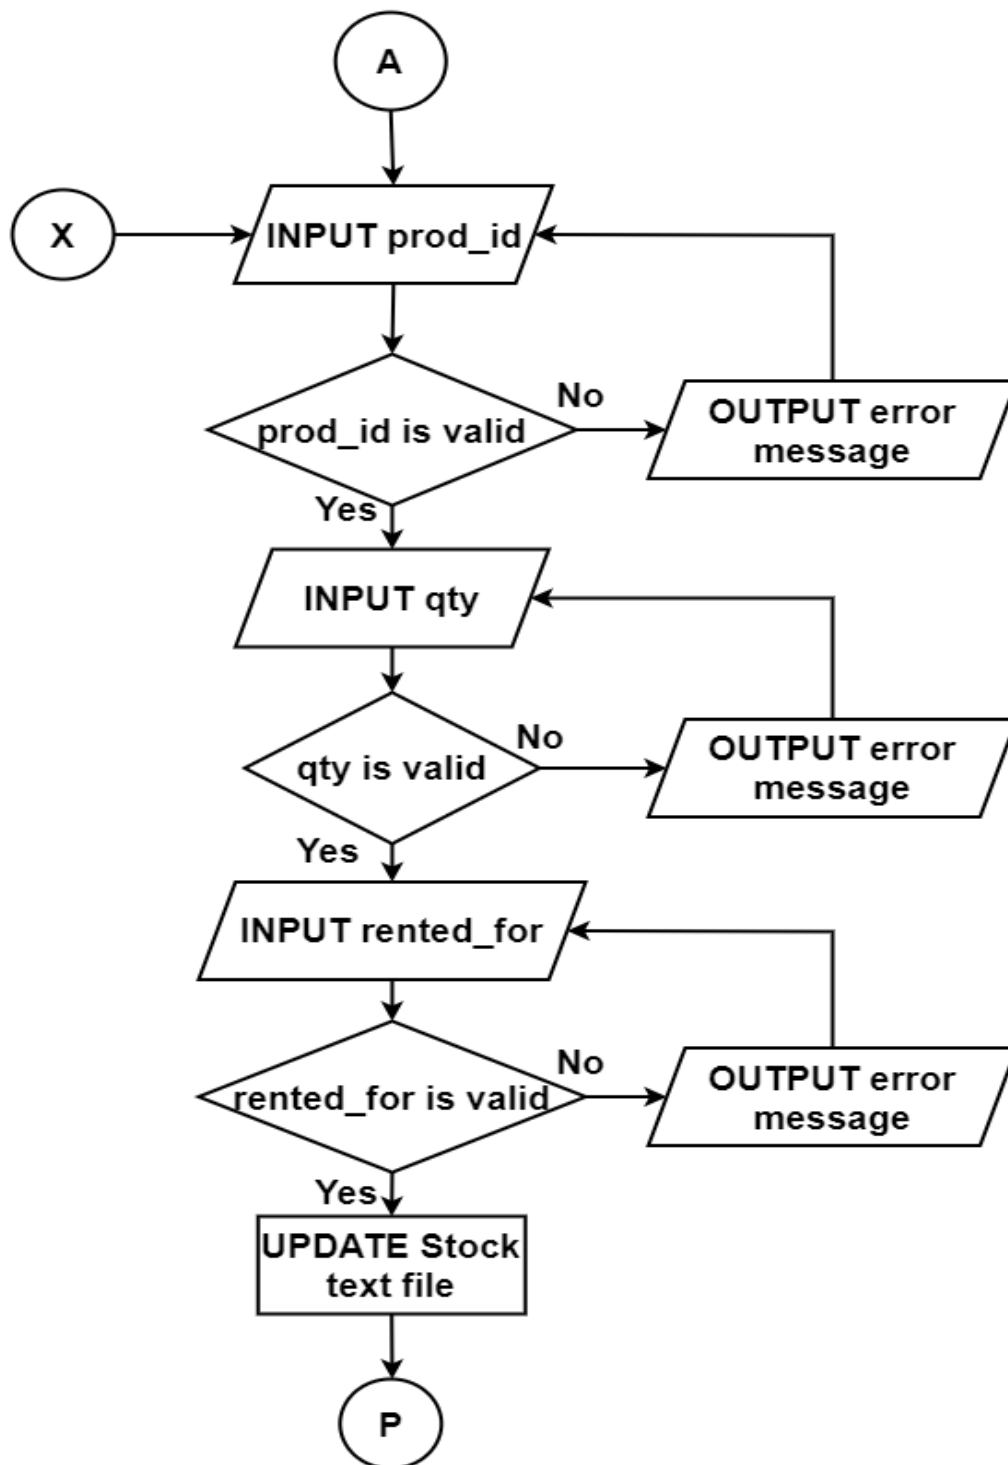 A
X
INPUT prod_id
No
OUTPUT error
message
prod_id is valid
Yes
INPUT qty
No
OUTPUT error
message
qty is valid
Yes
INPUT rented_for
No
OUTPUT error
message
rented_for is valid
Yes
UPDATE Stock
text file
P